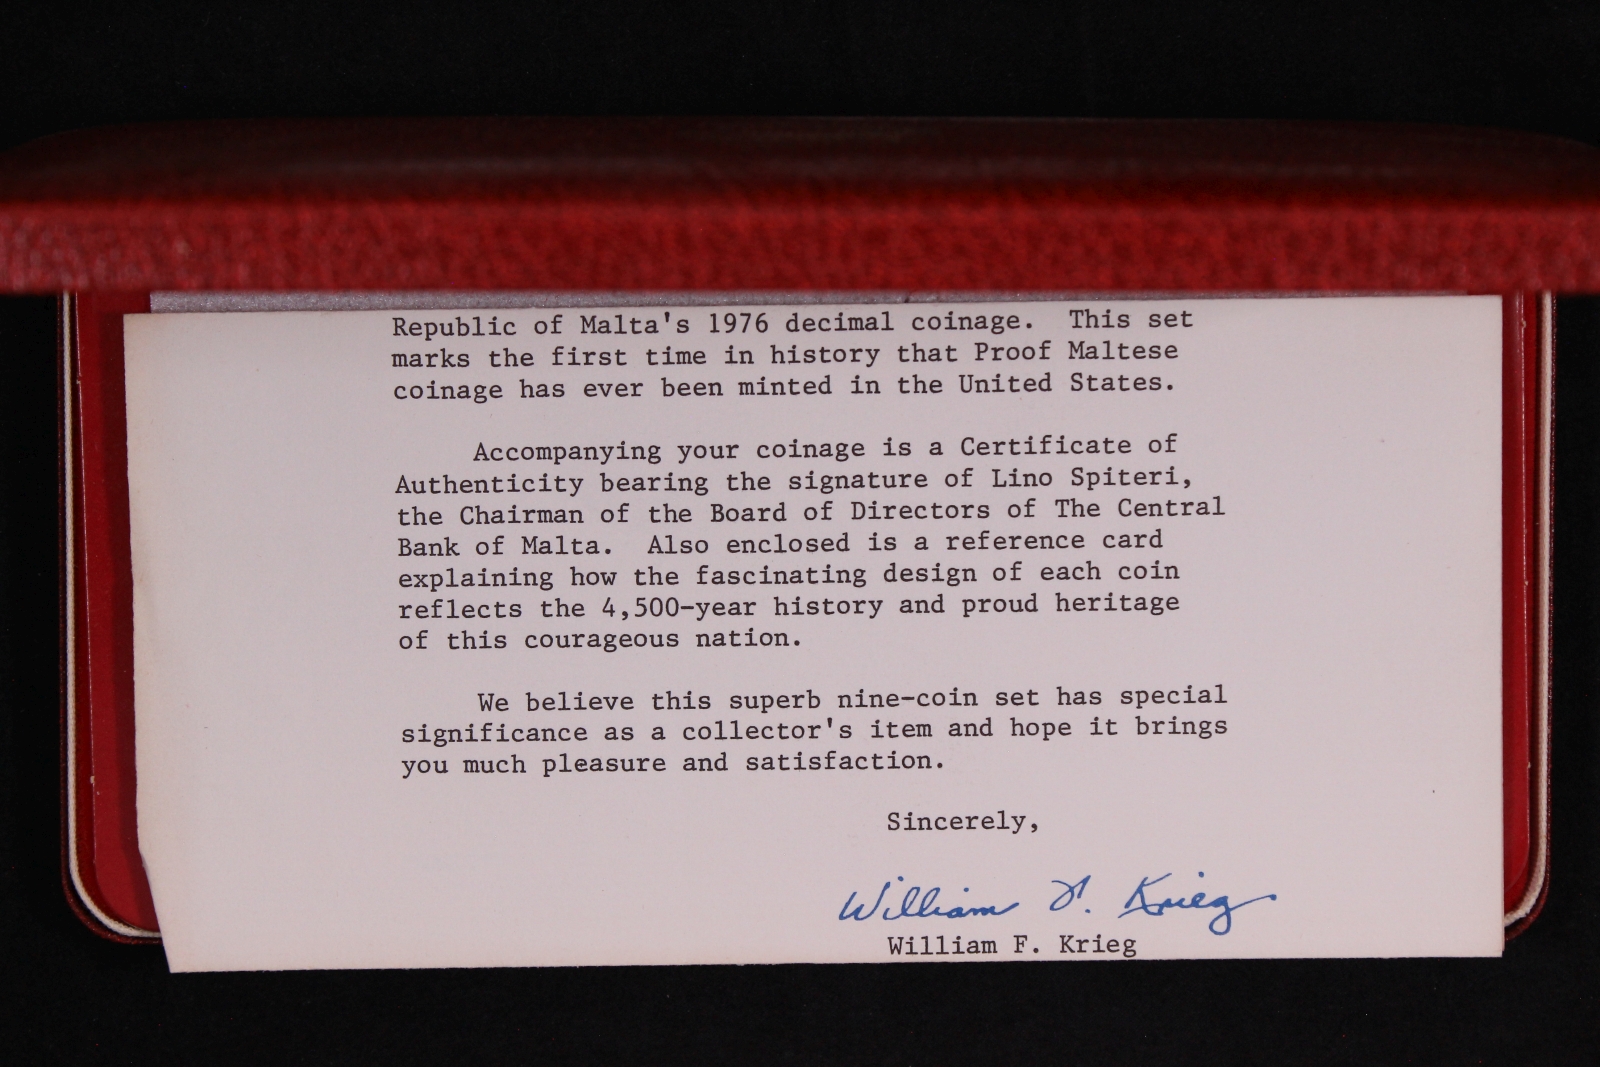 Republic of Malta's 1976 decimal coinage. This set
marks the first time in history that Proof Maltese
coinage has ever been minted in the United States.
Accompanying your coinage is a Certificate of
Authenticity bearing the signature of Lino Spiteri,
the Chairman of the Board of Directors of The Central
Bank of Malta. Also enclosed is a reference card
explaining how the fascinating design of each coin
reflects the 4,500-year history and proud heritage
of this courageous nation.
We believe this superb nine-coin set has special
significance as a collector's item and hope it brings
you much pleasure and satisfaction.
Sincerely,
William F. Krieg
William F. Krieg